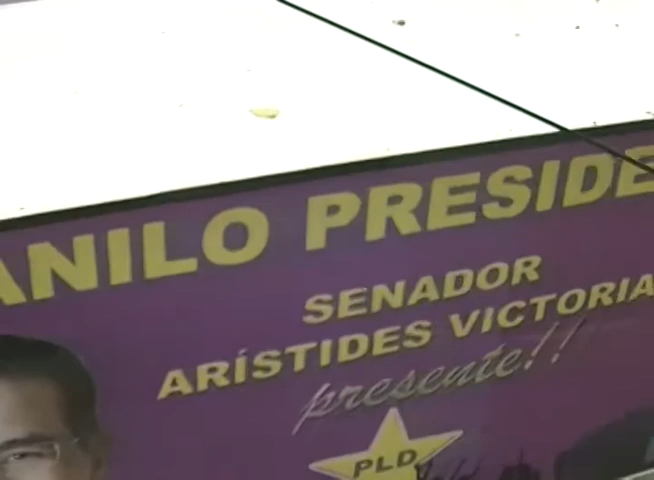 ANILO PRESIDE
SENADOR
ARÍSTIDES VICTORIA
presente!!
PLD